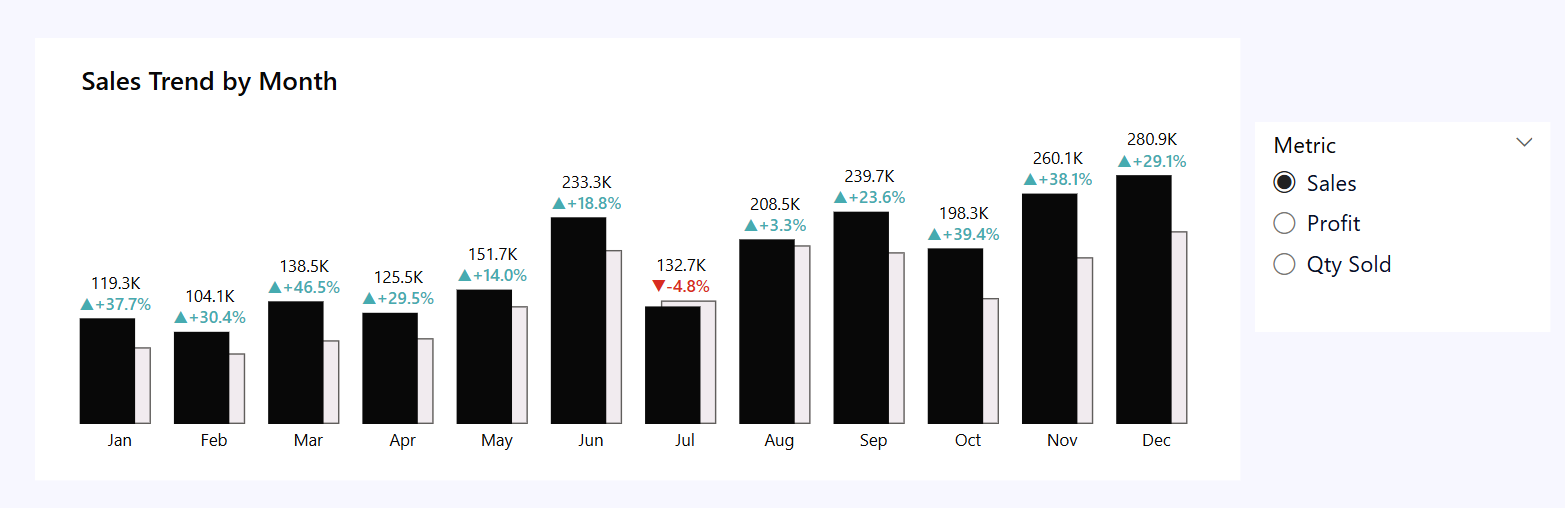 Sales Trend by Month
119.3K
▲+37.7%
Jan
104.1K
▲+30.4%
Feb
138.5K
▲+46.5%
Mar
125.5K
▲+29.5%
Apr
151.7K
▲+14.0%
May
233.3K
▲+18.8%
Jun
132.7K
▼-4.8%
Jul
208.5K
▲+3.3%
Aug
239.7K
▲+23.6%
Sep
198.3K
▲+39.4%
Oct
260.1K
▲+38.1%
Nov
280.9K
▲+29.1%
Dec
Metric
Sales
Profit
Qty Sold